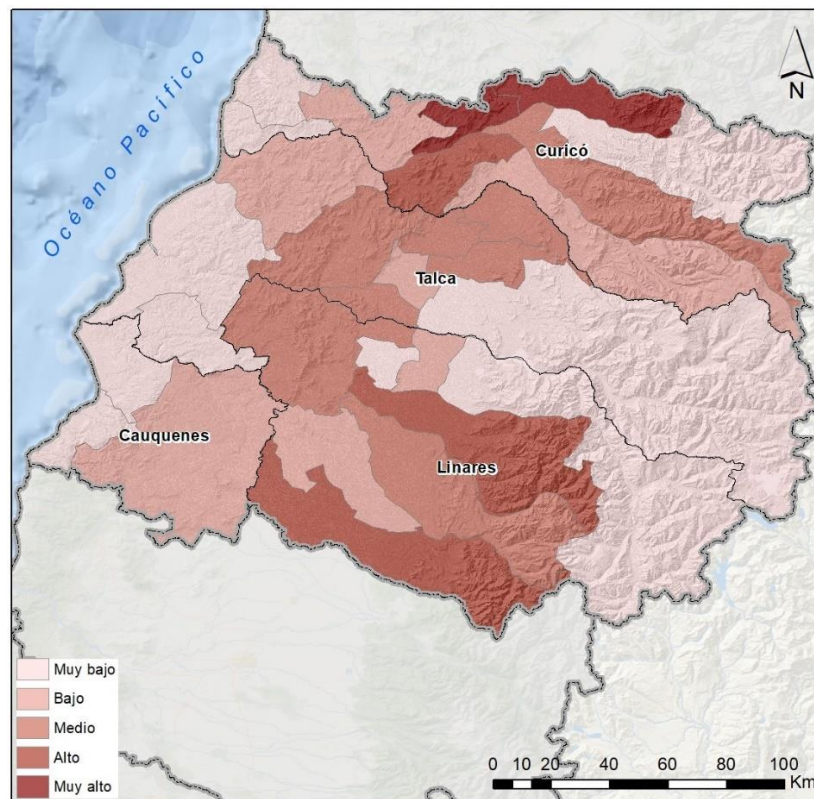 N
Océano Pacífico
Curicó
Talca
Cauquenes
Linares
Muy bajo
Bajo
Medio
Alto
Muy alto
0 10 20 40 60 80 100
Km